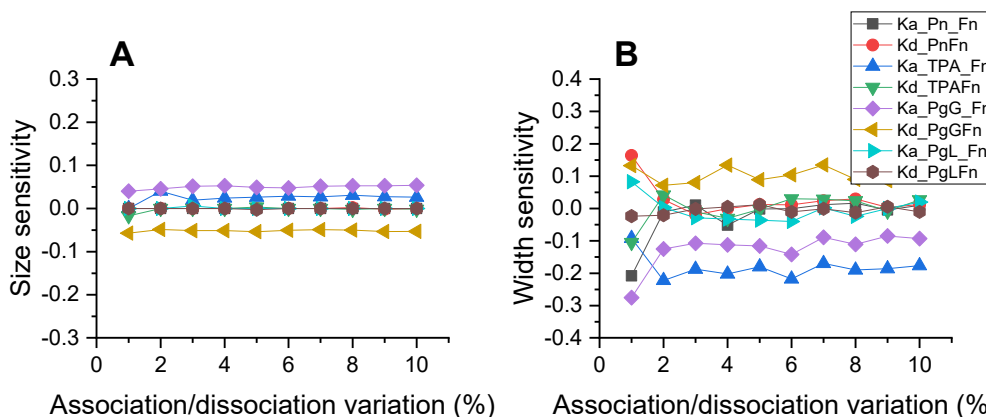 A
B
Size sensitivity
0.3
0.2
0.1
0.0
-0.1
-0.2
-0.3
0 2 4 6 8 10
Association/dissociation variation (%)
Width sensitivity
0.4
0.3
0.2
0.1
0.0
-0.1
-0.2
-0.3
-0.4
0 2 4 6 8 10
Association/dissociation variation (%
Ka_Pn_Fn
Kd_PnFn
Ka_TPA_Fn
Kd_TPAFn
Ka_PgG_Fn
Kd_PgGFn
Ka_PgL_Fn
Kd_PgLFn